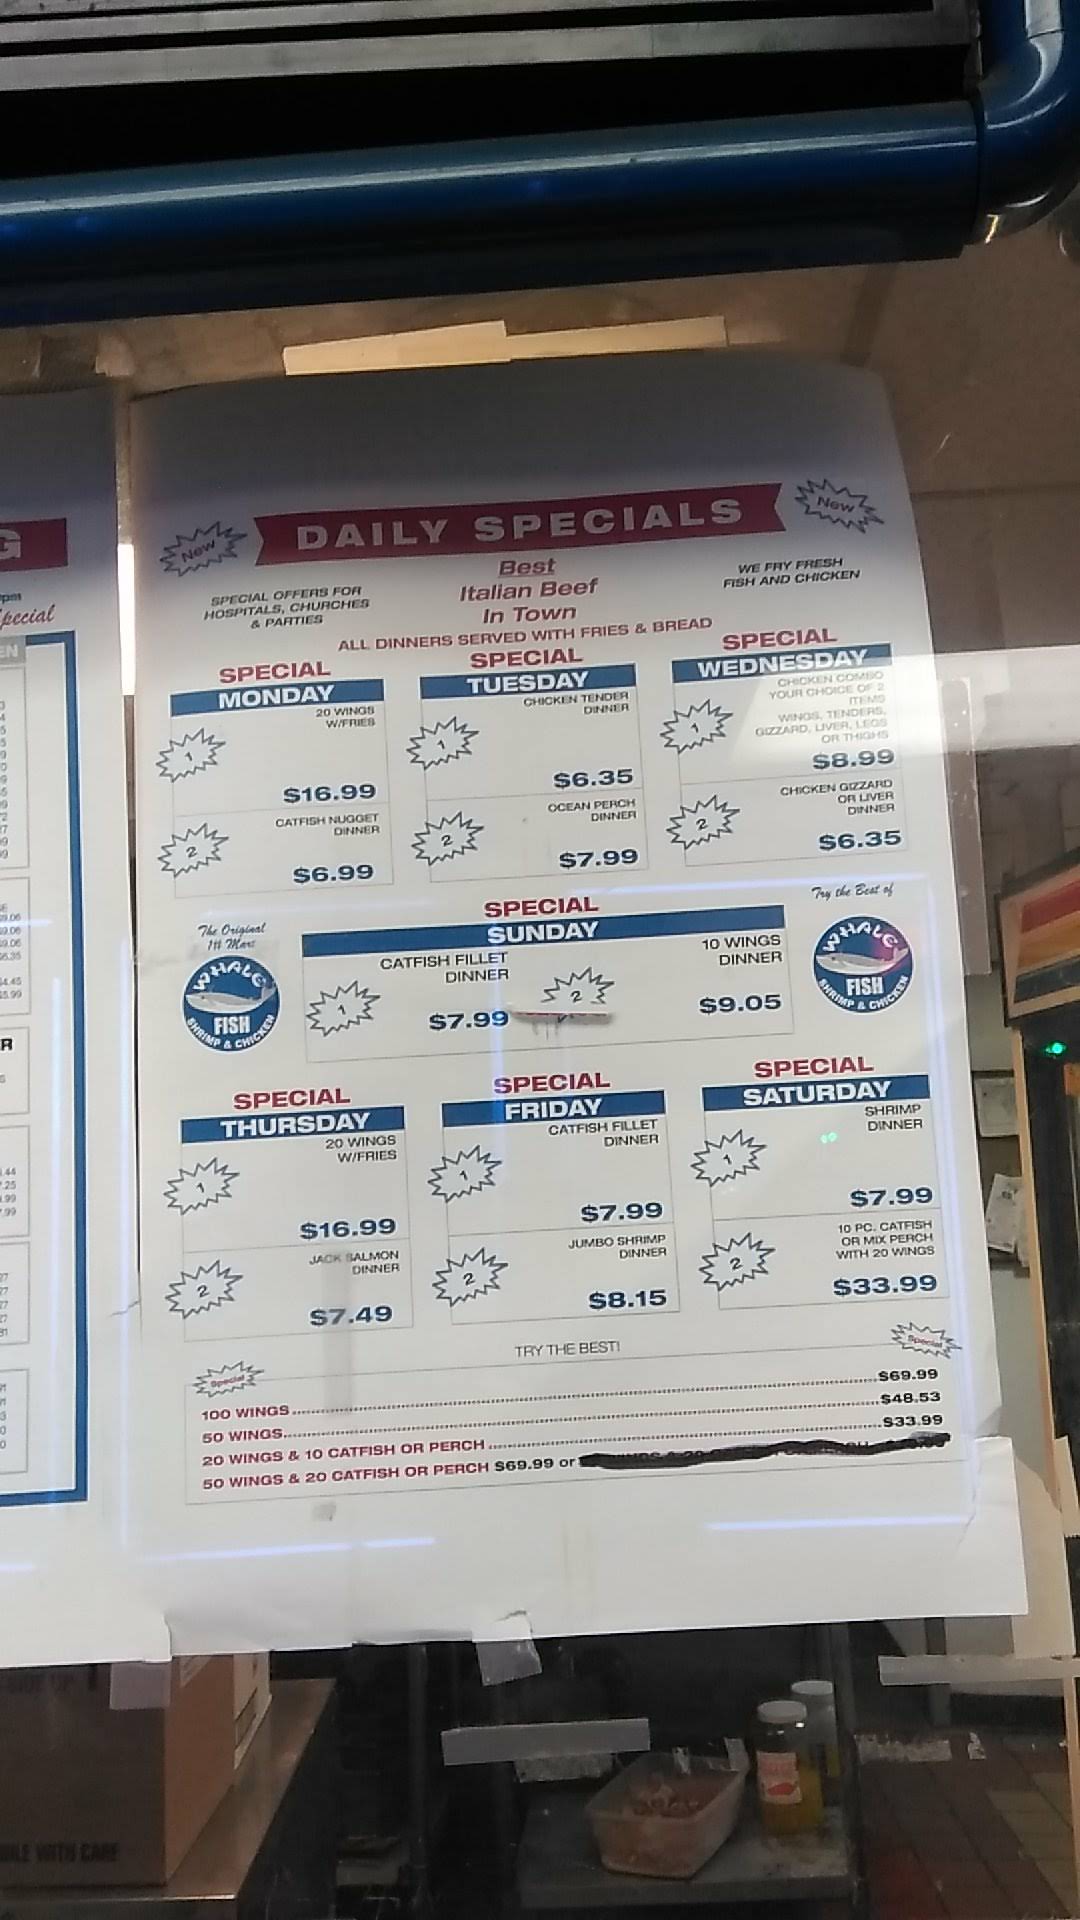 New
DAILY SPECIALS
New
SPECIAL OFFERS FOR
HOSPITALS, CHURCHES
& PARTIES
Best
Italian Beef
In Town
WE FRY FRESH
FISH AND CHICKEN
ALL DINNERS SERVED WITH FRIES & BREAD
SPECIAL
MONDAY
20 WINGS
W/FRIES
1
$16.99
CATFISH NUGGET
DINNER
2
$6.99
SPECIAL
TUESDAY
CHICKEN TENDER
DINNER
1
$6.35
OCEAN PERCH
DINNER
2
$7.99
SPECIAL
WEDNESDAY
CHICKEN COMBO
YOUR CHOICE OF 2
ITEMS
WINGS, TENDERS,
GIZZARD, LIVER, LEGS
OR THIGHS
1
$8.99
CHICKEN GIZZARD
OR LIVER
DINNER
2
$6.35
The Original
WHALE
FISH
SHRIMP & CHICKEN
SPECIAL
SUNDAY
CATFISH FILLET
DINNER
1
$7.99
2
10 WINGS
DINNER
$9.05
Try the Best of
WHALE
FISH
SHRIMP & CHICKEN
SPECIAL
THURSDAY
20 WINGS
W/FRIES
1
$16.99
JACK SALMON
DINNER
2
$7.49
SPECIAL
FRIDAY
CATFISH FILLET
DINNER
1
$7.99
JUMBO SHRIMP
DINNER
2
$8.15
SPECIAL
SATURDAY
SHRIMP
DINNER
1
$7.99
10 PC. CATFISH
OR MIX PERCH
WITH 20 WINGS
2
$33.99
TRY THE BEST!
Special
Special
100 WINGS $69.99
50 WINGS $48.53
20 WINGS & 10 CATFISH OR PERCH $33.99
50 WINGS & 20 CATFISH OR PERCH $69.99 or
G
pecial
WITH CARE